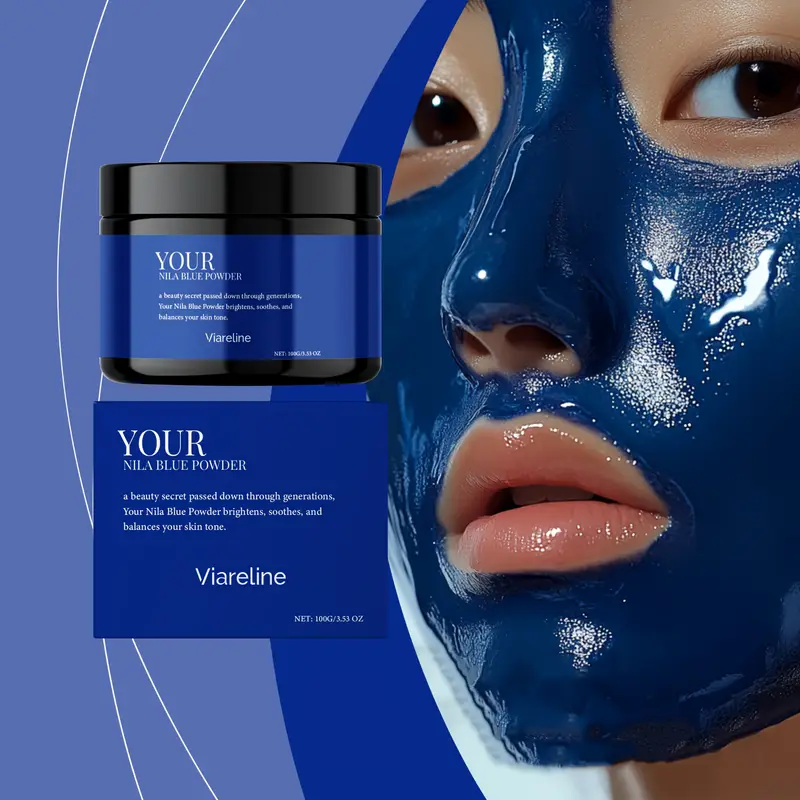 YOUR
NILA BLUE POWDER
a beauty secret passed down through generations,
Your Nila Blue Powder brightens, soothes, and
balances your skin tone.
Viareline
NET: 100G/3.53 OZ
YOUR
NILA BLUE POWDER
a beauty secret passed down through generations,
Your Nila Blue Powder brightens, soothes, and
balances your skin tone.
Viareline
NET: 100G/3.53 OZ